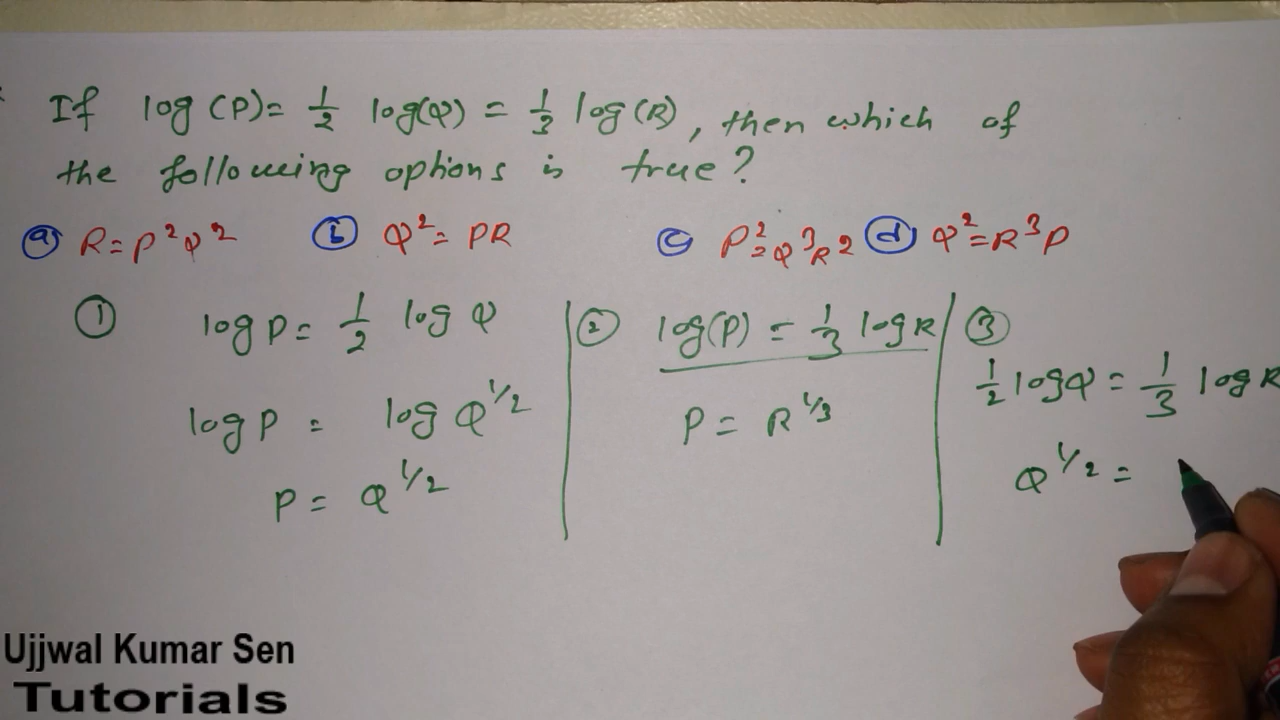 If log (P) = 1/2 log(Q) = 1/3 log (R), then which of
the following options is true?
(a) R = P²Q² (b) Q² = PR (c) P² = Q³R² (d) Q² = R³P
(1) log P = 1/2 log Q
log P = log Q^1/2
P = Q^1/2
(2) log(P) = 1/3 log R
P = R^1/3
(3)
1/2 log Q = 1/3 log R
Q^1/2 =
Ujjwal Kumar Sen
Tutorials